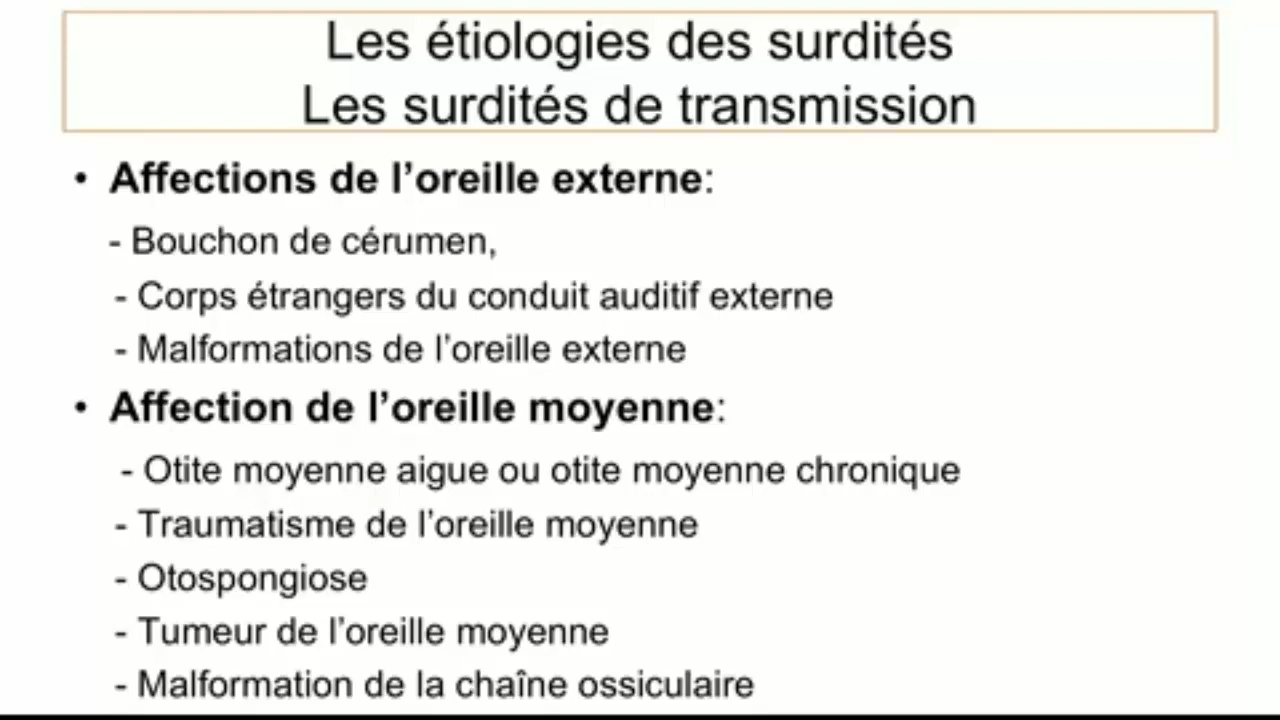 Les étiologies des surdités
Les surdités de transmission
• Affections de l’oreille externe:
- Bouchon de cérumen,
- Corps étrangers du conduit auditif externe
- Malformations de l’oreille externe
• Affection de l’oreille moyenne:
- Otite moyenne aigue ou otite moyenne chronique
- Traumatisme de l’oreille moyenne
- Otospongiose
- Tumeur de l’oreille moyenne
- Malformation de la chaîne ossiculaire